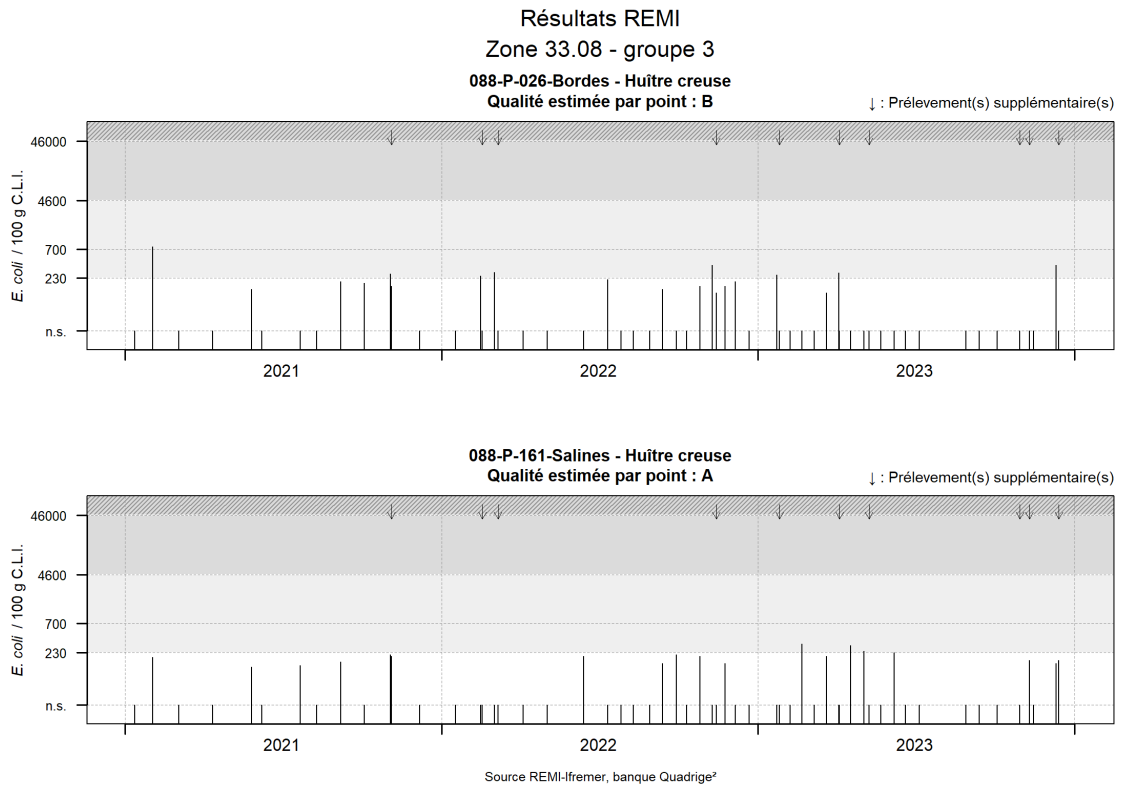 Résultats REMI
Zone 33.08 - groupe 3
088-P-026-Bordes - Huître creuse
Qualité estimée par point : B
↓ : Prélevement(s) supplémentaire(s)
E. coli / 100 g C.L.I.
46000
4600
700
230
n.s.
2021 2022 2023
088-P-161-Salines - Huître creuse
Qualité estimée par point : A
↓ : Prélevement(s) supplémentaire(s)
E. coli / 100 g C.L.I.
46000
4600
700
230
n.s.
2021 2022 2023
Source REMI-Ifremer, banque Quadrige²